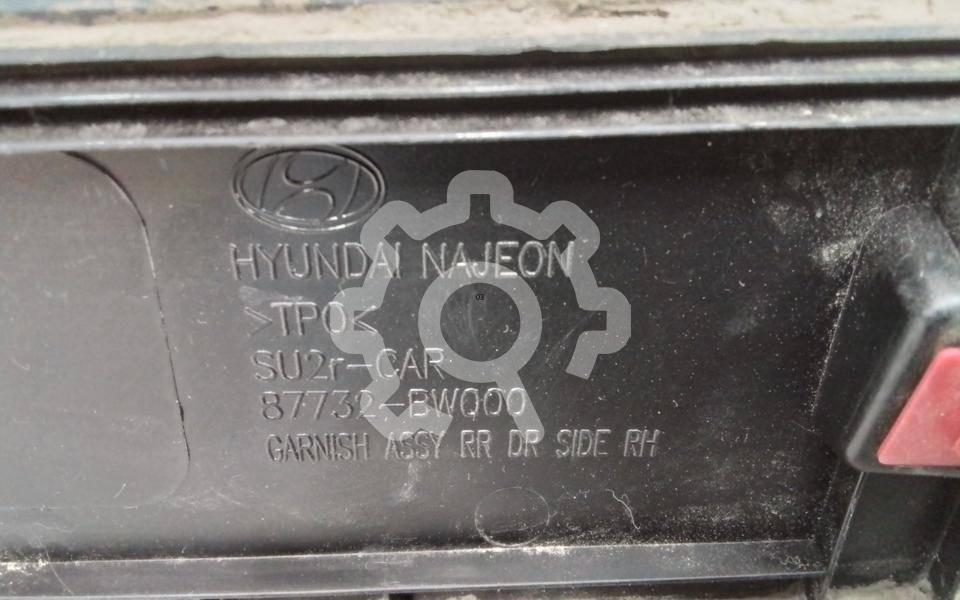 HYUNDAI NAJEON
>TPO<
SU2r-CAR
87732-BW000
GARNISH ASSY RR DR SIDE RH